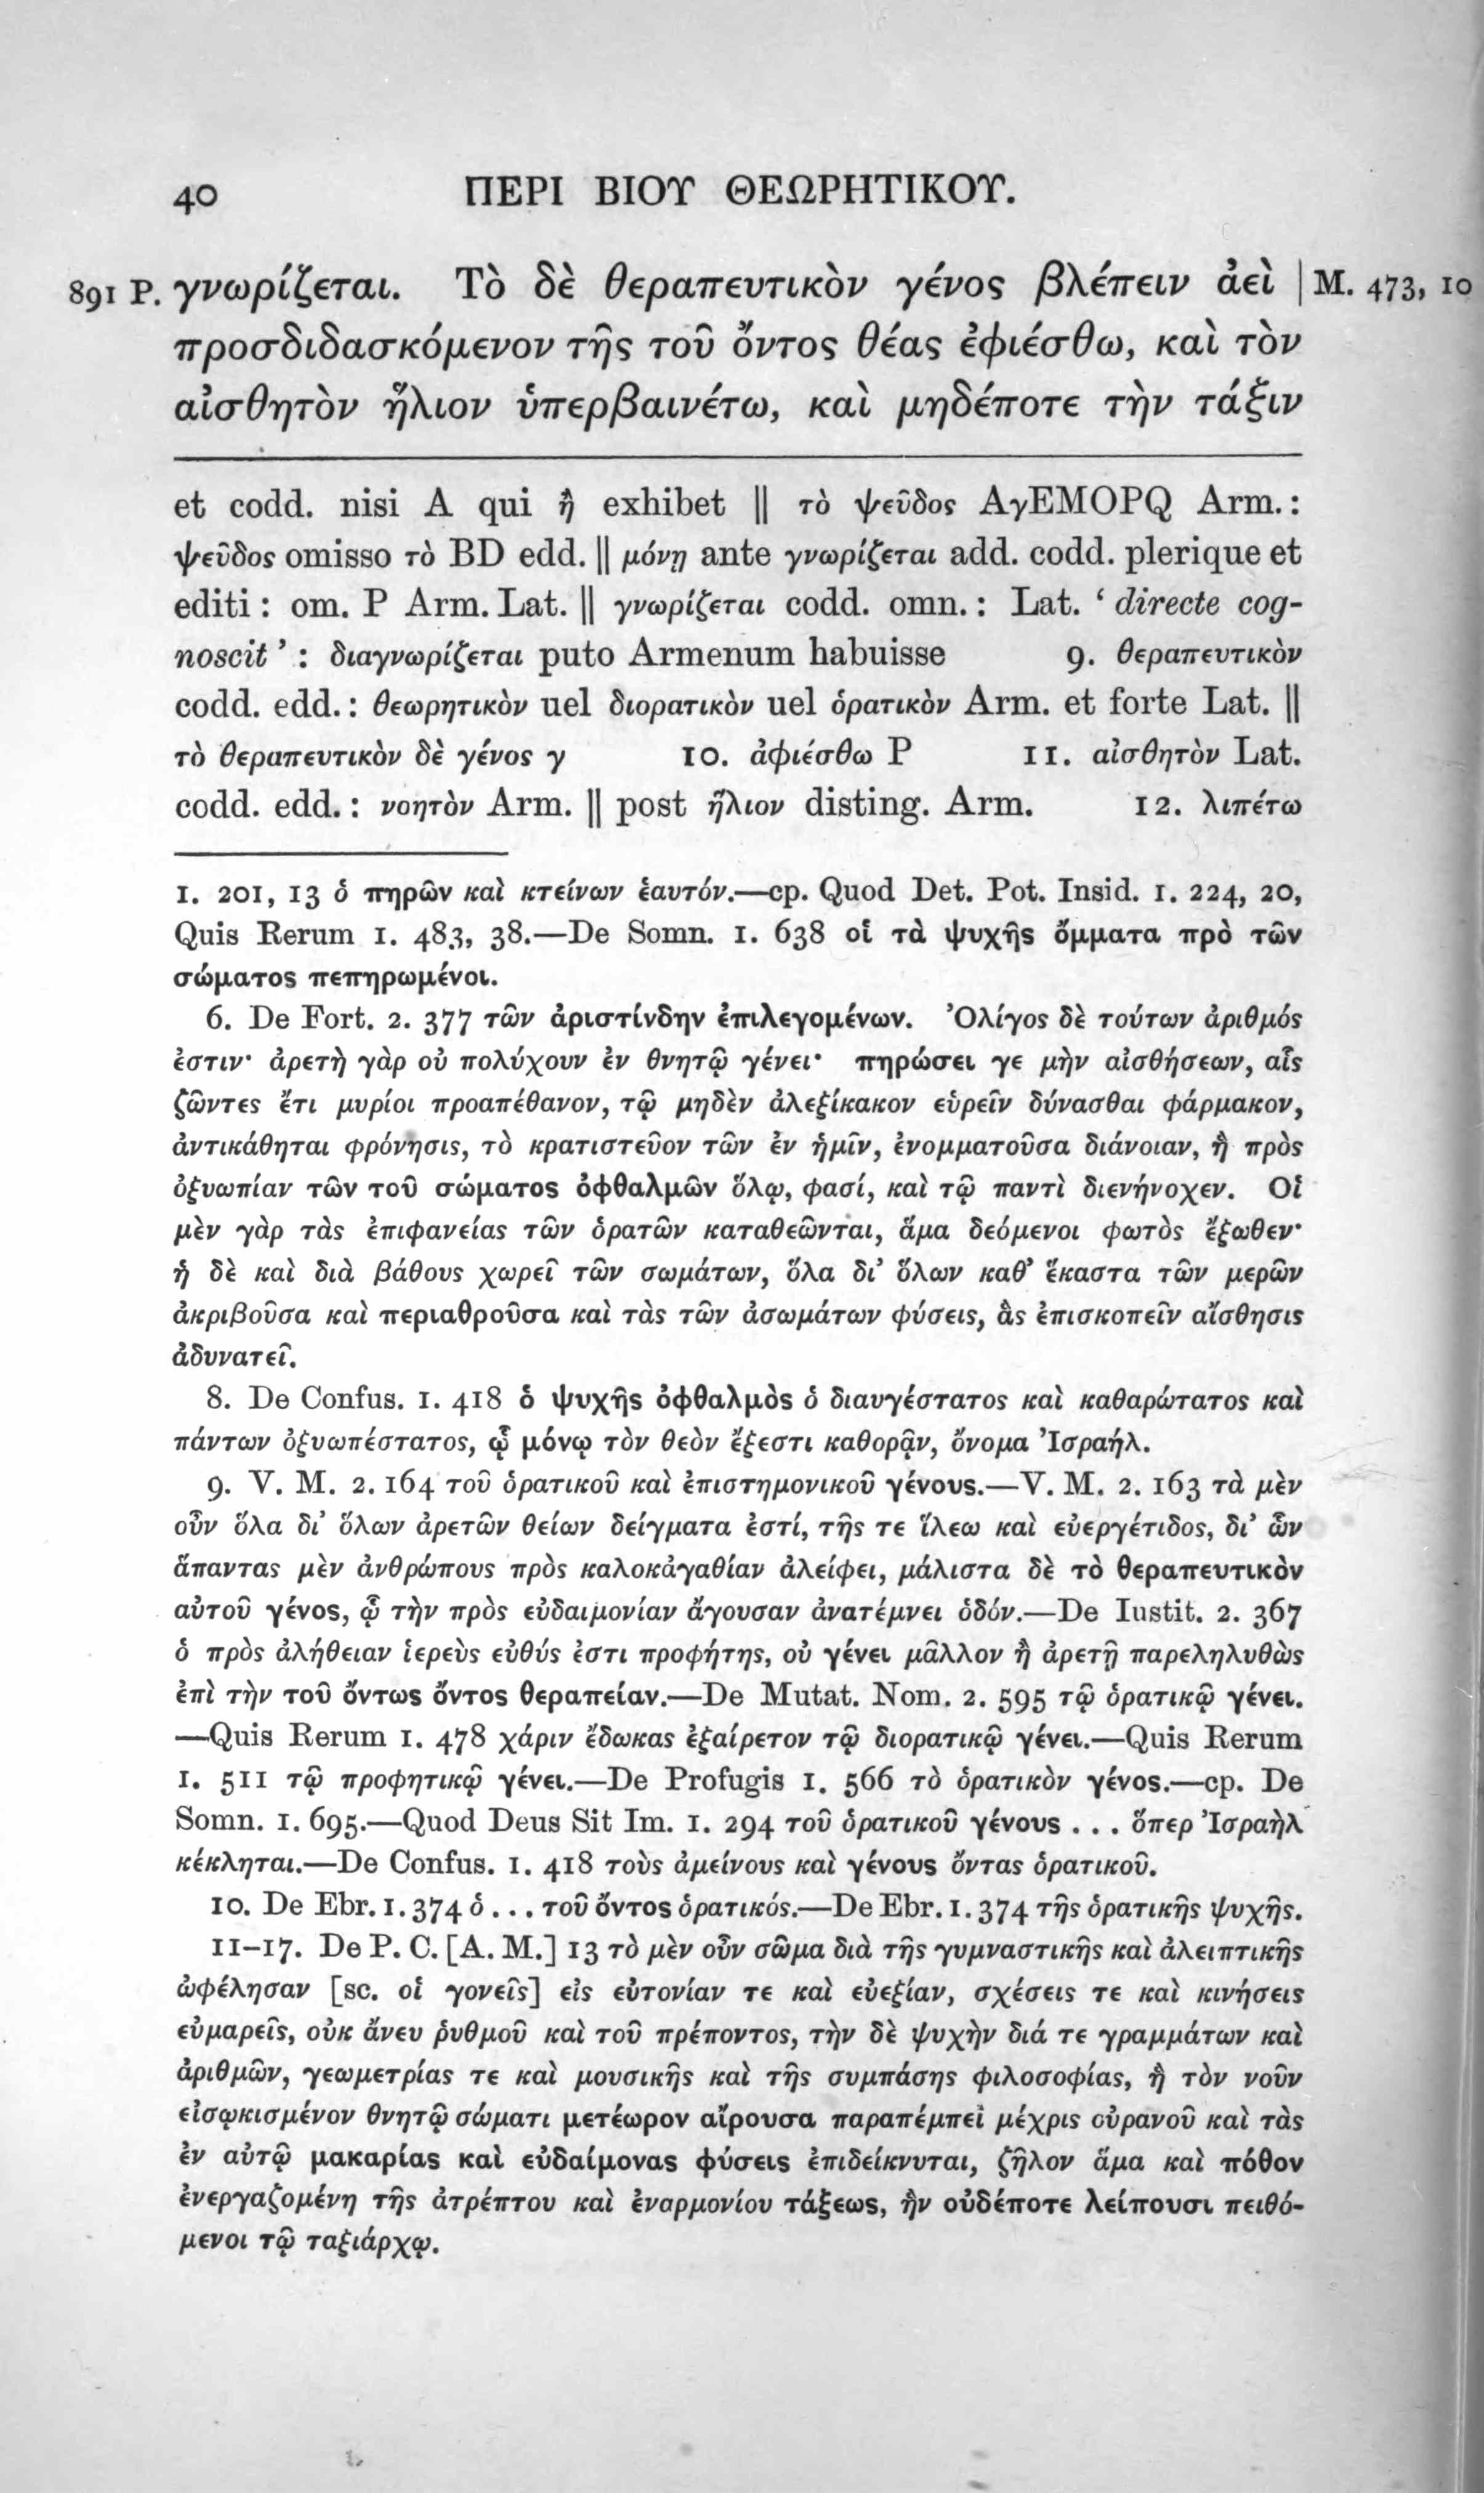 40 ΠΕΡΙ ΒΙΟΥ ΘΕΩΡΗΤΙΚΟΥ.
891 P. γνωρίζεται. Τὸ δὲ θεραπευτικὸν γένος βλέπειν ἀεὶ | M. 473, 10
προσδιδασκόμενον τῆς τοῦ ὄντος θέας ἐφιέσθω, καὶ τὸν
αἰσθητὸν ἥλιον ὑπερβαινέτω, καὶ μηδέποτε τὴν τάξιν
et codd. nisi A qui ᾗ exhibet || τὸ ψεῦδος AγEMOPQ Arm. :
ψεῦδος omisso τὸ BD edd. || μόνῃ ante γνωρίζεται add. codd. plerique et
editi : om. P Arm. Lat. || γνωρίζεται codd. omn. : Lat. ‘ directe cog-
noscit ’ : διαγνωρίζεται puto Armenum habuisse 9. θεραπευτικὸν
codd. edd. : θεωρητικὸν uel διορατικὸν uel ὁρατικὸν Arm. et forte Lat. ||
τὸ θεραπευτικὸν δὲ γένος γ 10. ἀφιέσθω P 11. αἰσθητὸν Lat.
codd. edd. : νοητὸν Arm. || post ἥλιον disting. Arm. 12. λιπέτω
1. 201, 13 ὁ πηρῶν καὶ κτείνων ἑαυτόν.—cp. Quod Det. Pot. Insid. 1. 224, 20,
Quis Rerum 1. 483, 38.—De Somn. 1. 638 οἱ τὰ ψυχῆς ὄμματα πρὸ τῶν
σώματος πεπηρωμένοι.
6. De Fort. 2. 377 τῶν ἀριστίνδην ἐπιλεγομένων. Ὀλίγος δὲ τούτων ἀριθμός
ἐστιν· ἀρετὴ γὰρ οὐ πολύχουν ἐν θνητῷ γένει· πηρώσει γε μὴν αἰσθήσεων, αἷς
ζῶντες ἔτι μυρίοι προαπέθανον, τῷ μηδὲν ἀλεξίκακον εὑρεῖν δύνασθαι φάρμακον,
ἀντικάθηται φρόνησις, τὸ κρατιστεῦον τῶν ἐν ἡμῖν, ἐνομματοῦσα διάνοιαν, ἣ πρὸς
ὀξυωπίαν τῶν τοῦ σώματος ὀφθαλμῶν ὅλῳ, φασί, καὶ τῷ παντὶ διενήνοχεν. Οἱ
μὲν γὰρ τὰς ἐπιφανείας τῶν ὁρατῶν καταθεῶνται, ἅμα δεόμενοι φωτὸς ἔξωθεν·
ἡ δὲ καὶ διὰ βάθους χωρεῖ τῶν σωμάτων, ὅλα δι’ ὅλων καθ’ ἕκαστα τῶν μερῶν
ἀκριβοῦσα καὶ περιαθροῦσα καὶ τὰς τῶν ἀσωμάτων φύσεις, ἃς ἐπισκοπεῖν αἴσθησις
ἀδυνατεῖ.
8. De Confus. 1. 418 ὁ ψυχῆς ὀφθαλμὸς ὁ διαυγέστατος καὶ καθαρώτατος καὶ
πάντων ὀξυωπέστατος, ᾧ μόνῳ τὸν θεὸν ἔξεστι καθορᾷν, ὄνομα Ἰσραήλ.
9. V. M. 2. 164 τοῦ ὁρατικοῦ καὶ ἐπιστημονικοῦ γένους.—V. M. 2. 163 τὰ μὲν
οὖν ὅλα δι’ ὅλων ἀρετῶν θείων δείγματα ἐστί, τῆς τε ἵλεω καὶ εὐεργέτιδος, δι’ ὧν
ἅπαντας μὲν ἀνθρώπους πρὸς καλοκἀγαθίαν ἀλείφει, μάλιστα δὲ τὸ θεραπευτικὸν
αὐτοῦ γένος, ᾧ τὴν πρὸς εὐδαιμονίαν ἄγουσαν ἀνατέμνει ὁδόν.—De Iustit. 2. 367
ὁ πρὸς ἀλήθειαν ἱερεὺς εὐθύς ἐστι προφήτης, οὐ γένει μᾶλλον ἢ ἀρετῇ παρεληλυθὼς
ἐπὶ τὴν τοῦ ὄντως ὄντος θεραπείαν.—De Mutat. Nom. 2. 595 τῷ ὁρατικῷ γένει.
—Quis Rerum 1. 478 χάριν ἔδωκας ἐξαίρετον τῷ διορατικῷ γένει.—Quis Rerum
1. 511 τῷ προφητικῷ γένει.—De Profugis 1. 566 τὸ ὁρατικὸν γένος.—cp. De
Somn. 1. 695.—Quod Deus Sit Im. 1. 294 τοῦ ὁρατικοῦ γένους . . . ὅπερ Ἰσραὴλ
κέκληται.—De Confus. 1. 418 τοὺς ἀμείνους καὶ γένους ὄντας ὁρατικοῦ.
10. De Ebr. 1. 374 ὁ . . . τοῦ ὄντος ὁρατικός.—De Ebr. 1. 374 τῆς ὁρατικῆς ψυχῆς.
11–17. De P. C. [A. M.] 13 τὸ μὲν οὖν σῶμα διὰ τῆς γυμναστικῆς καὶ ἀλειπτικῆς
ὠφέλησαν [sc. οἱ γονεῖς] εἰς εὐτονίαν τε καὶ εὐεξίαν, σχέσεις τε καὶ κινήσεις
εὐμαρεῖς, οὐκ ἄνευ ῥυθμοῦ καὶ τοῦ πρέποντος, τὴν δὲ ψυχὴν διά τε γραμμάτων καὶ
ἀριθμῶν, γεωμετρίας τε καὶ μουσικῆς καὶ τῆς συμπάσης φιλοσοφίας, ἣ τὸν νοῦν
εἰσῳκισμένον θνητῷ σώματι μετέωρον αἴρουσα παραπέμπει μέχρις οὐρανοῦ καὶ τὰς
ἐν αὐτῷ μακαρίας καὶ εὐδαίμονας φύσεις ἐπιδείκνυται, ζῆλον ἅμα καὶ πόθον
ἐνεργαζομένη τῆς ἀτρέπτου καὶ ἐναρμονίου τάξεως, ἣν οὐδέποτε λείπουσι πειθό-
μενοι τῷ ταξιάρχῳ.